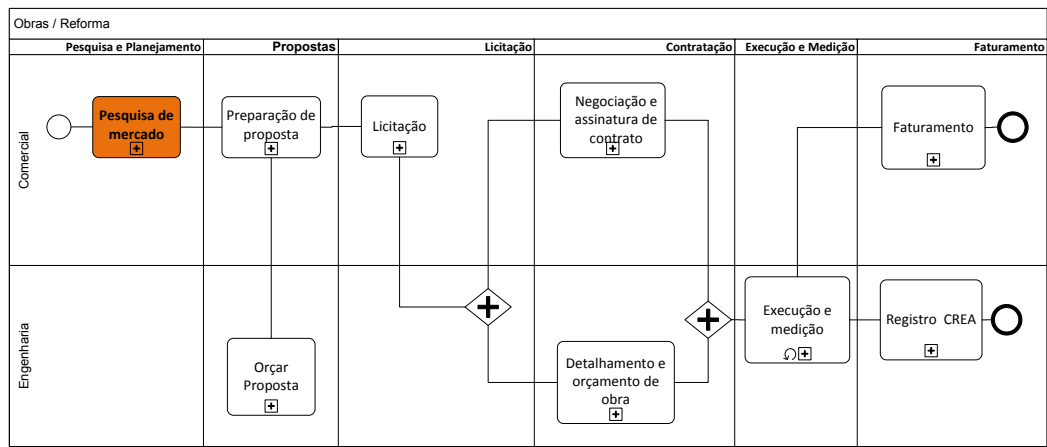 Obras / Reforma
Pesquisa e Planejamento
Propostas
Licitação
Contratação
Execução e Medição
Faturamento
Comercial
Pesquisa de
mercado
Preparação de
proposta
Licitação
Negociação e
assinatura de
contrato
Faturamento
Engenharia
Orçar
Proposta
Detalhamento e
orçamento de
obra
Execução e
medição
Registro CREA